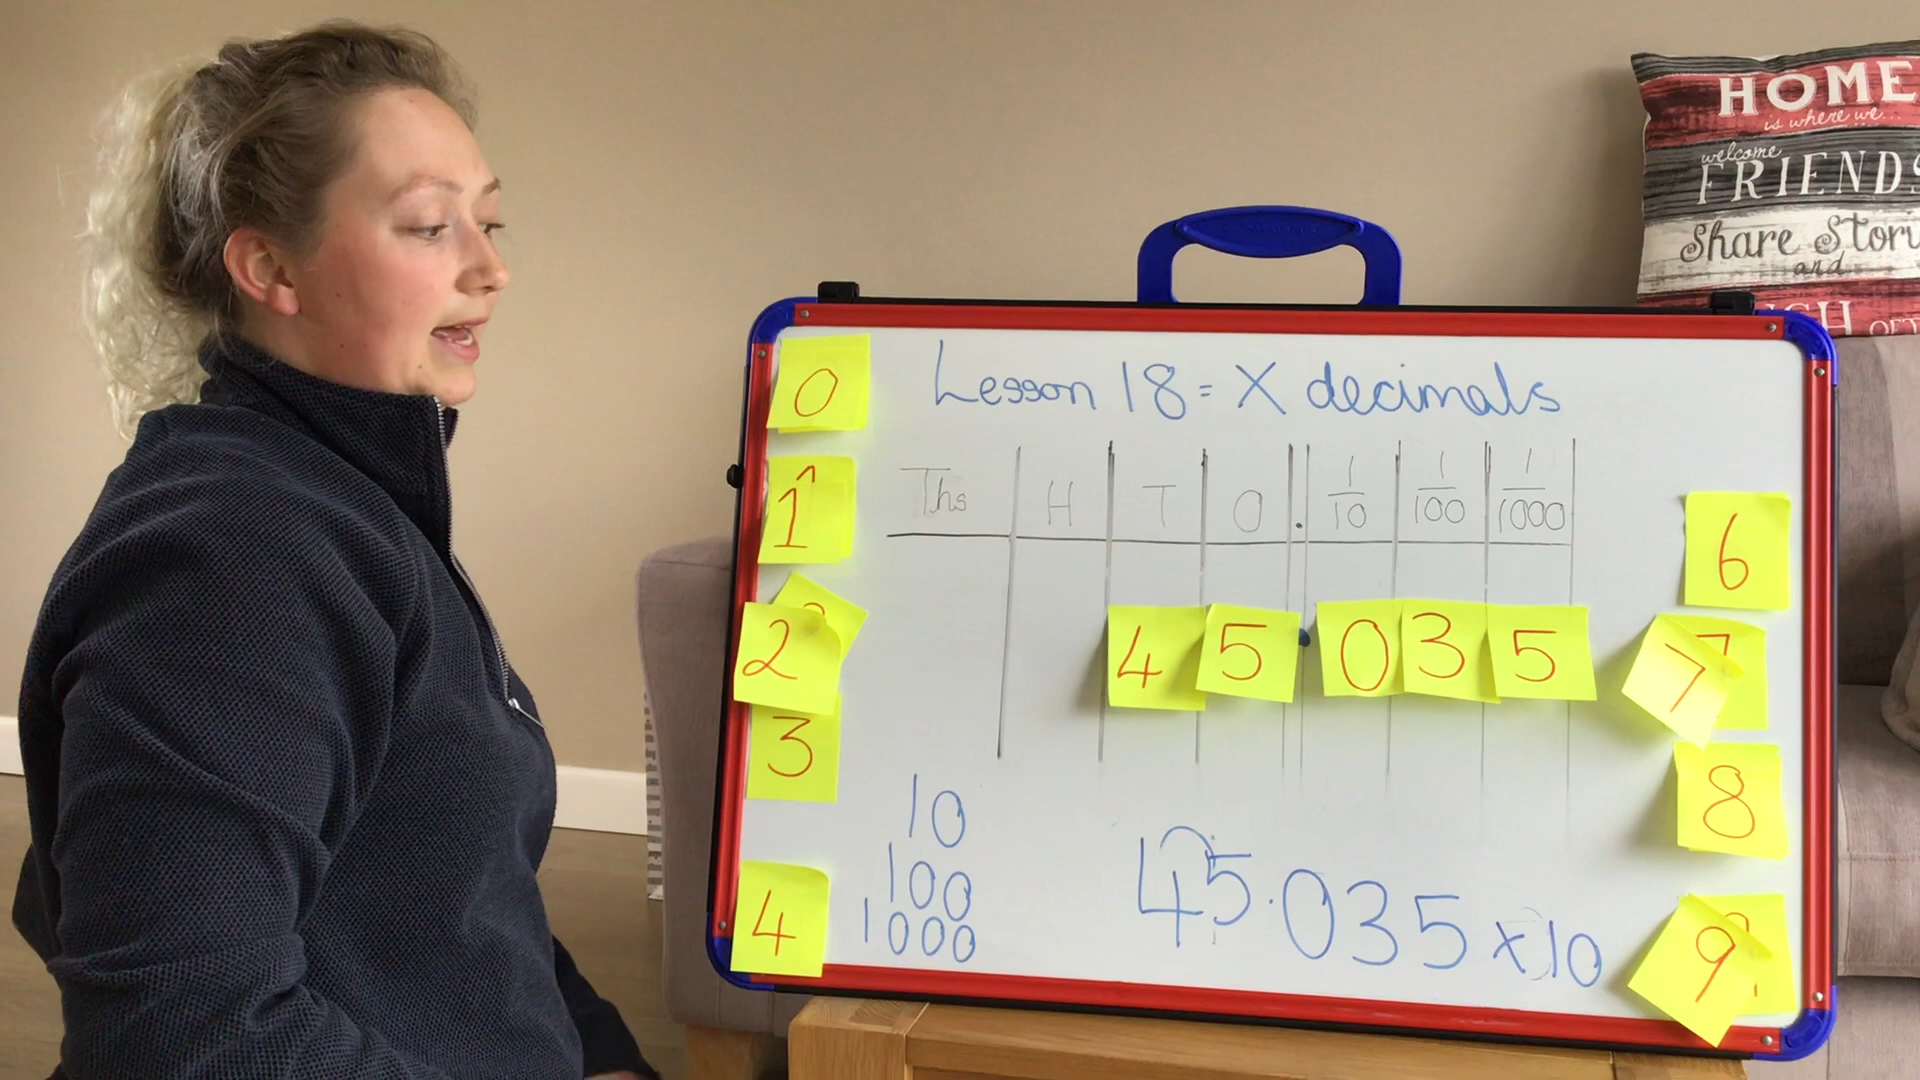 HOME
is where we...
welcome
FRIENDS
Share Stori
and
OFT
Lesson 18 = X decimals
Ths H T O . 1/10 1/100 1/1000
0
1
2
3
4
4 5 . 0 3 5
6
7
8
9
10
100
1000
45.035 x 10